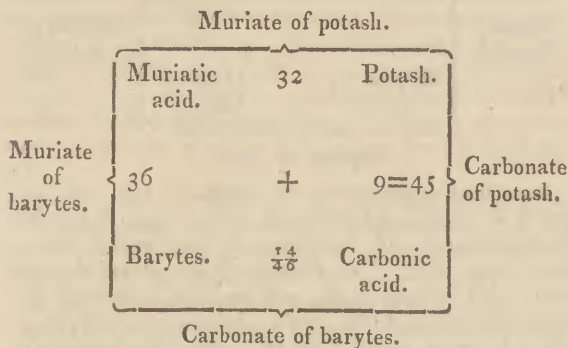 Muriate of potash.
Muriatic acid. 32 Potash.
Muriate of barytes. 36 + 9=45 Carbonate of potash.
Barytes. 14/46 Carbonic acid.
Carbonate of barytes.